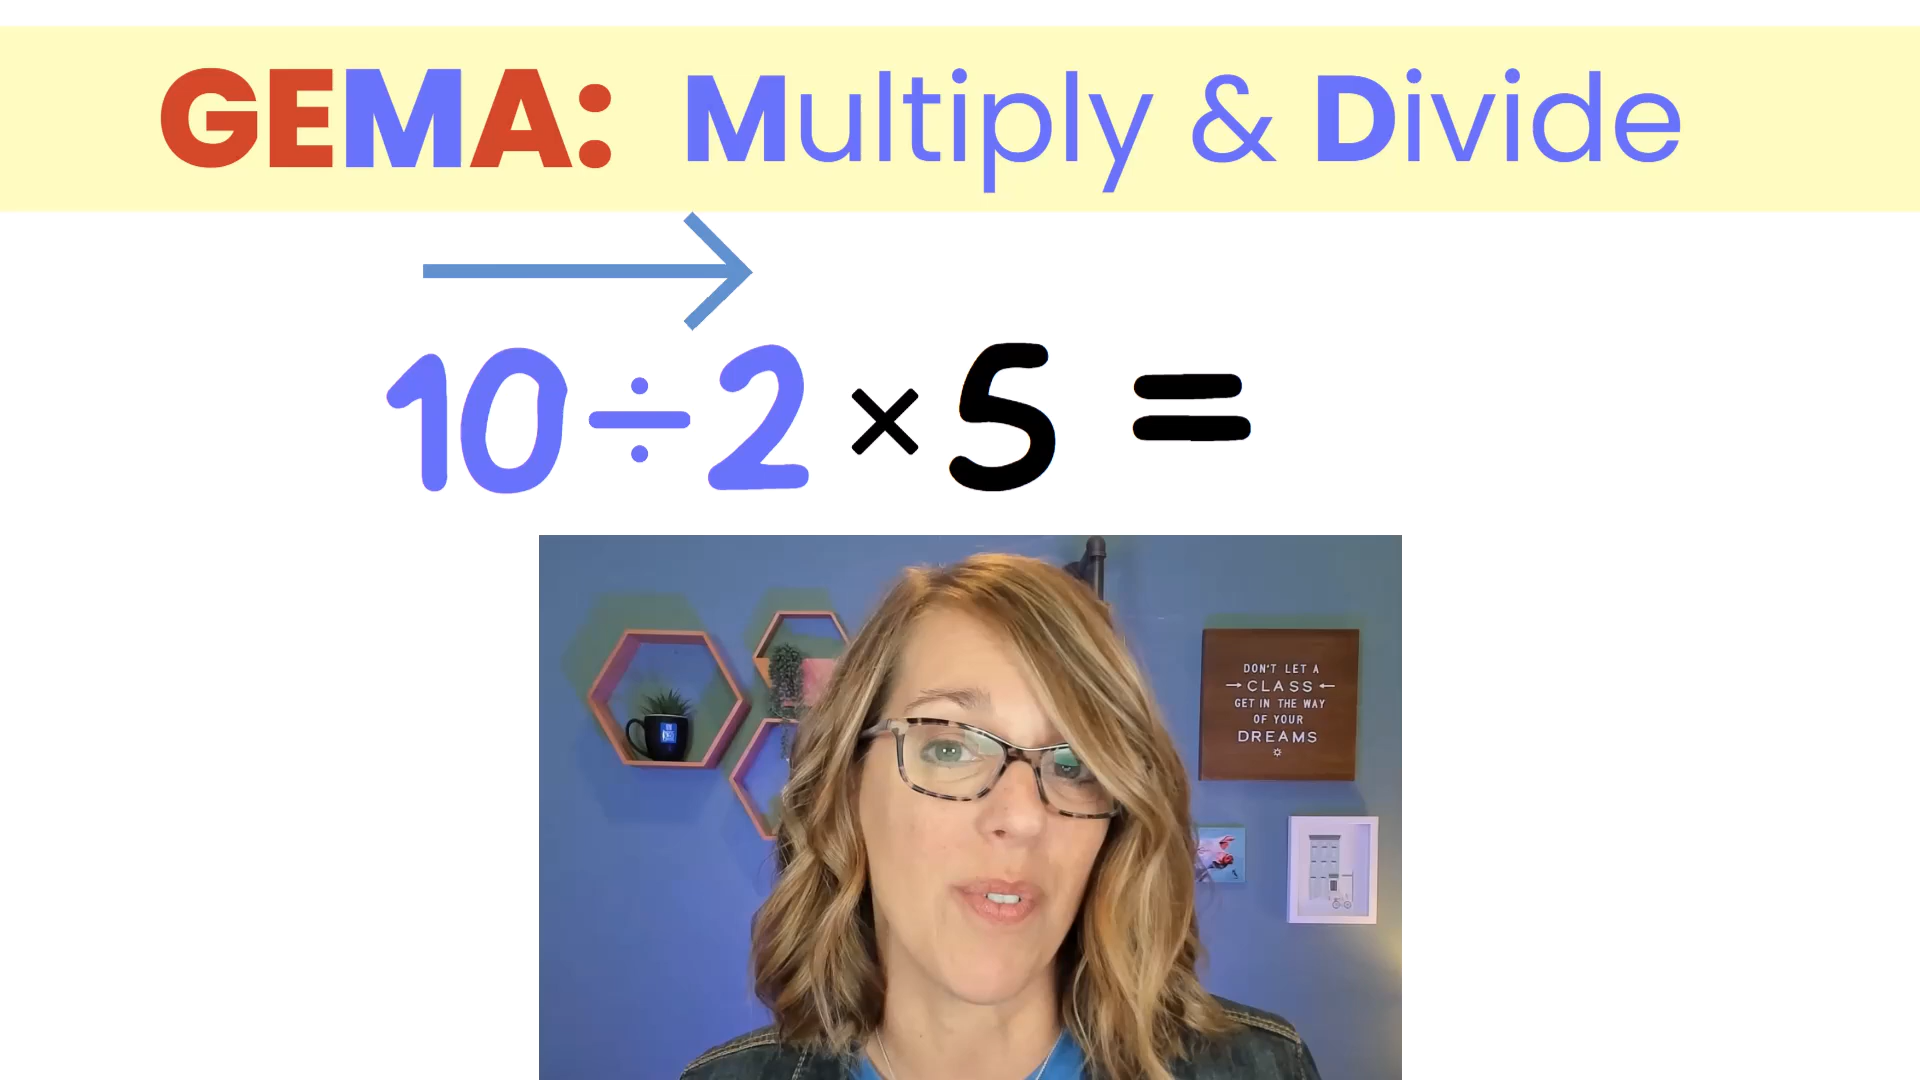 GEMA: Multiply & Divide
10÷2×5=
DON'T LET A
→CLASS←
GET IN THE WAY
OF YOUR
DREAMS